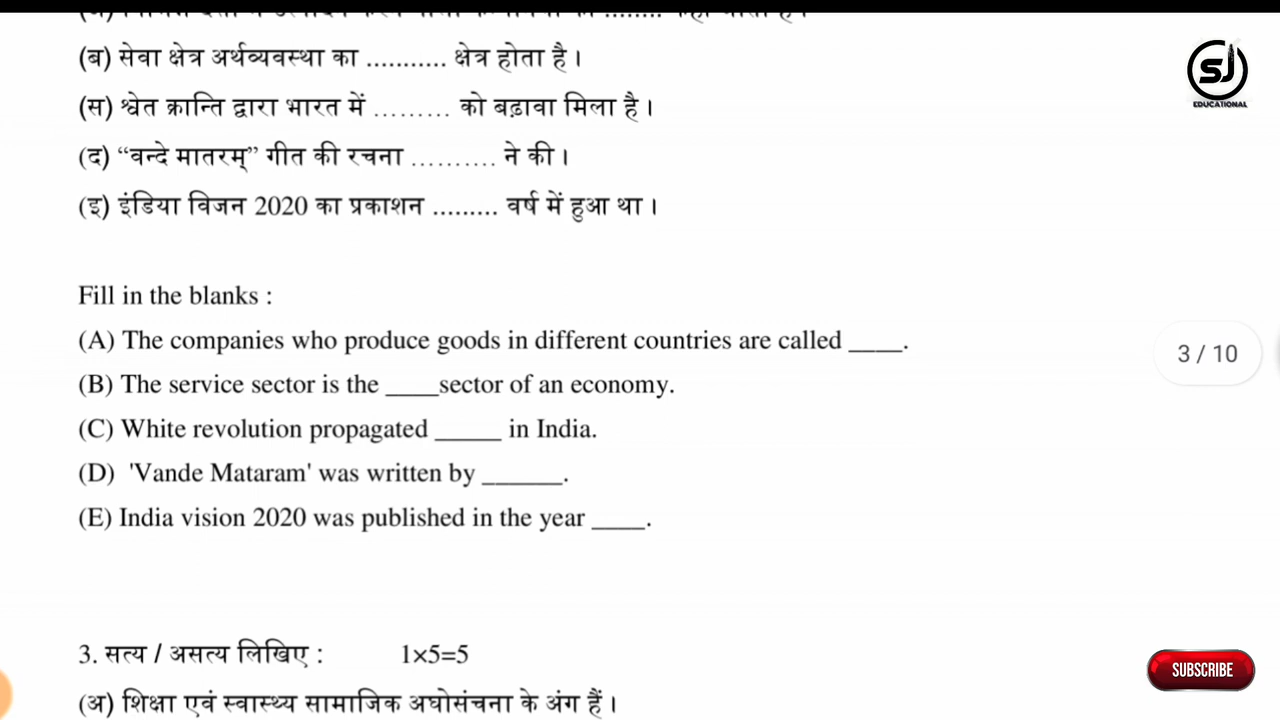 (ब) सेवा क्षेत्र अर्थव्यवस्था का ........... क्षेत्र होता है।
(स) श्वेत क्रान्ति द्वारा भारत में ......... को बढ़ावा मिला है।
(द) “वन्दे मातरम्” गीत की रचना .......... ने की।
(इ) इंडिया विजन 2020 का प्रकाशन ......... वर्ष में हुआ था।
SJ
EDUCATIONAL
Fill in the blanks :
(A) The companies who produce goods in different countries are called ____.
(B) The service sector is the ____sector of an economy.
(C) White revolution propagated _____ in India.
(D) 'Vande Mataram' was written by ______.
(E) India vision 2020 was published in the year ____.
3 / 10
3. सत्य / असत्य लिखिए : 1×5=5
SUBSCRIBE
(अ) शिक्षा एवं स्वास्थ्य सामाजिक अघोसंचना के अंग हैं।